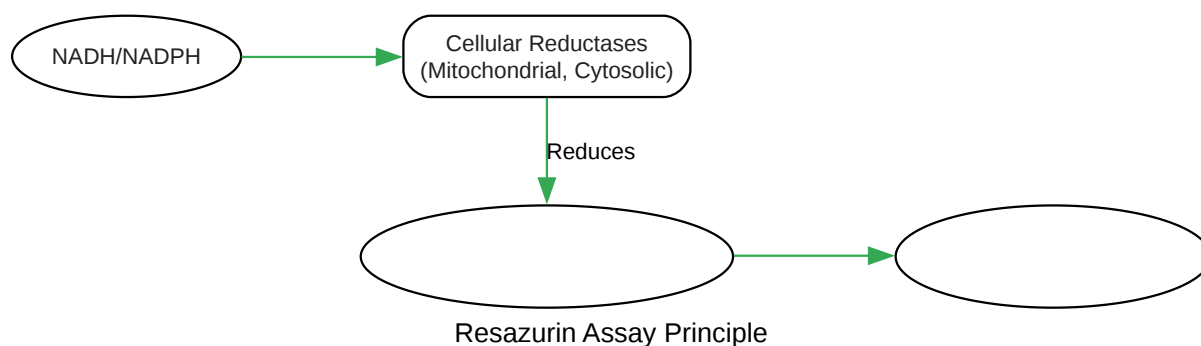 NADH/NADPH
Cellular Reductases
(Mitochondrial, Cytosolic)
Reduces
Resazurin Assay Principle